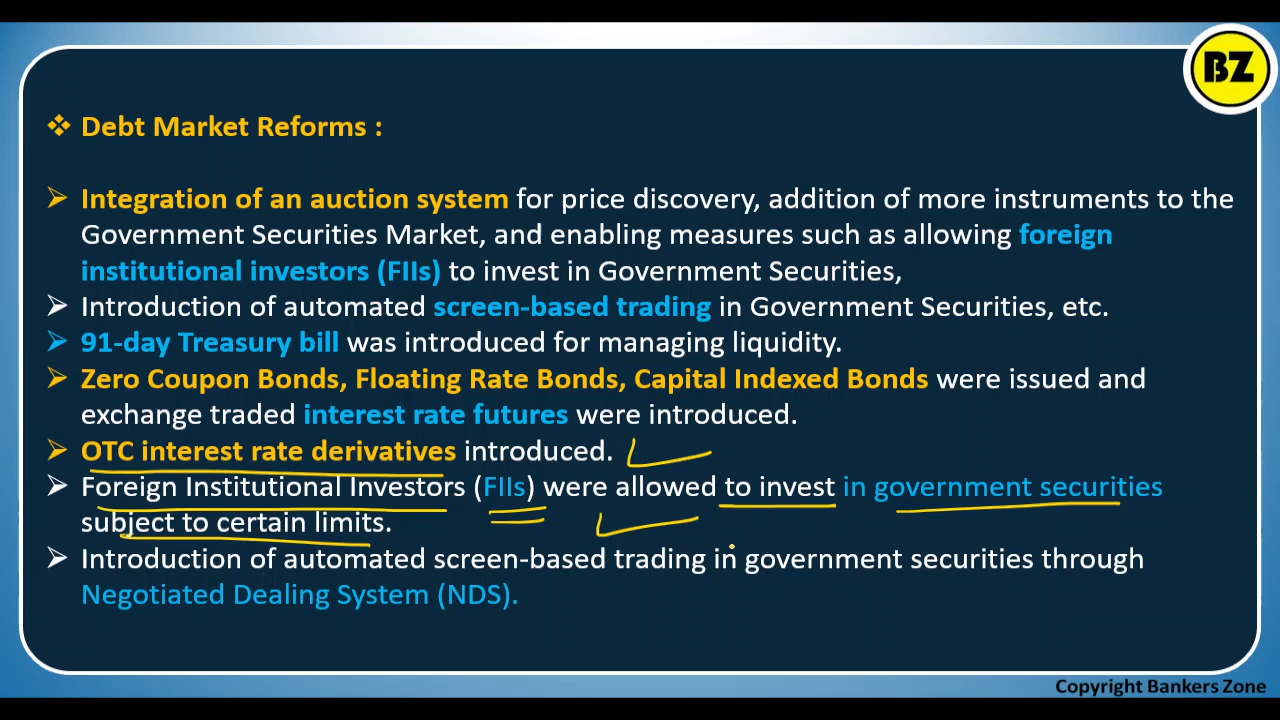 BZ
❖ Debt Market Reforms :
➢ Integration of an auction system for price discovery, addition of more instruments to the
Government Securities Market, and enabling measures such as allowing foreign
institutional investors (FIIs) to invest in Government Securities,
➢ Introduction of automated screen-based trading in Government Securities, etc.
➢ 91-day Treasury bill was introduced for managing liquidity.
➢ Zero Coupon Bonds, Floating Rate Bonds, Capital Indexed Bonds were issued and
exchange traded interest rate futures were introduced.
➢ OTC interest rate derivatives introduced.
➢ Foreign Institutional Investors (FIIs) were allowed to invest in government securities
subject to certain limits.
➢ Introduction of automated screen-based trading in government securities through
Negotiated Dealing System (NDS).
Copyright Bankers Zone